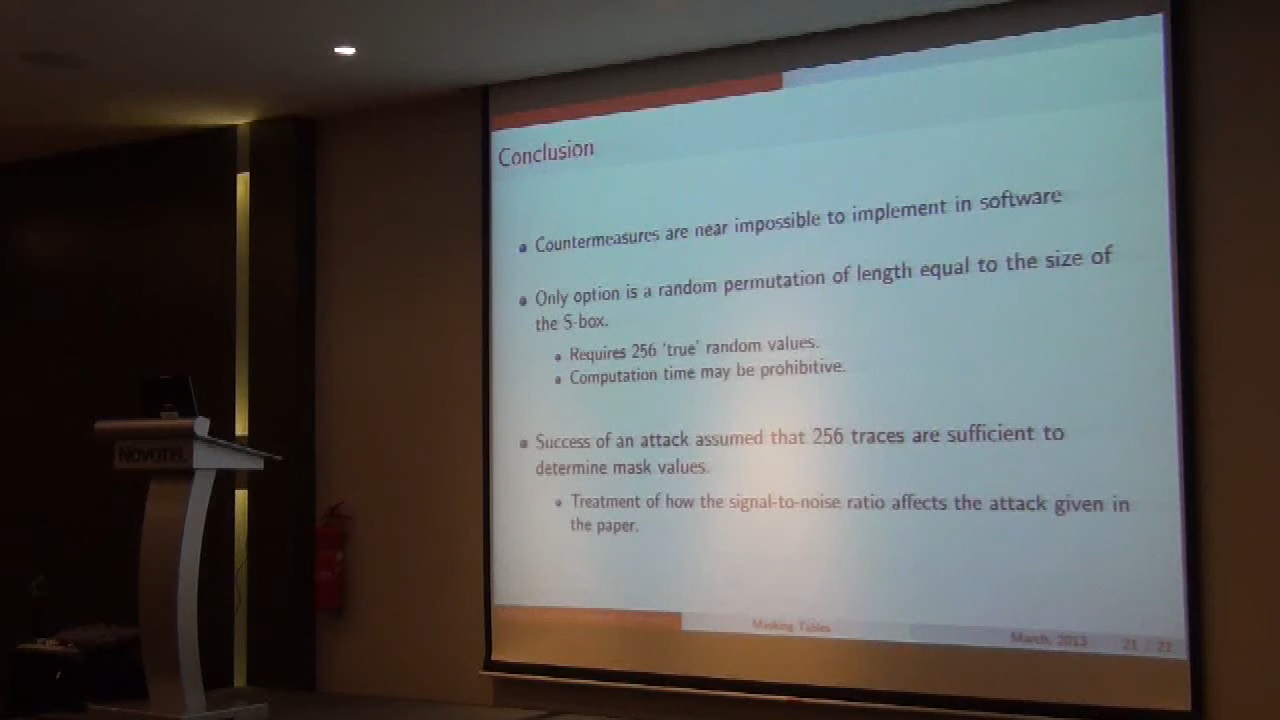 Conclusion
• Countermeasures are near impossible to implement in software
• Only option is a random permutation of length equal to the size of
the S-box.
• Requires 256 'true' random values.
• Computation time may be prohibitive.
• Success of an attack assumed that 256 traces are sufficient to
determine mask values.
• Treatment of how the signal-to-noise ratio affects the attack given in
the paper.
Masking Tables
March, 2013
21 / 21
NOVOTEL